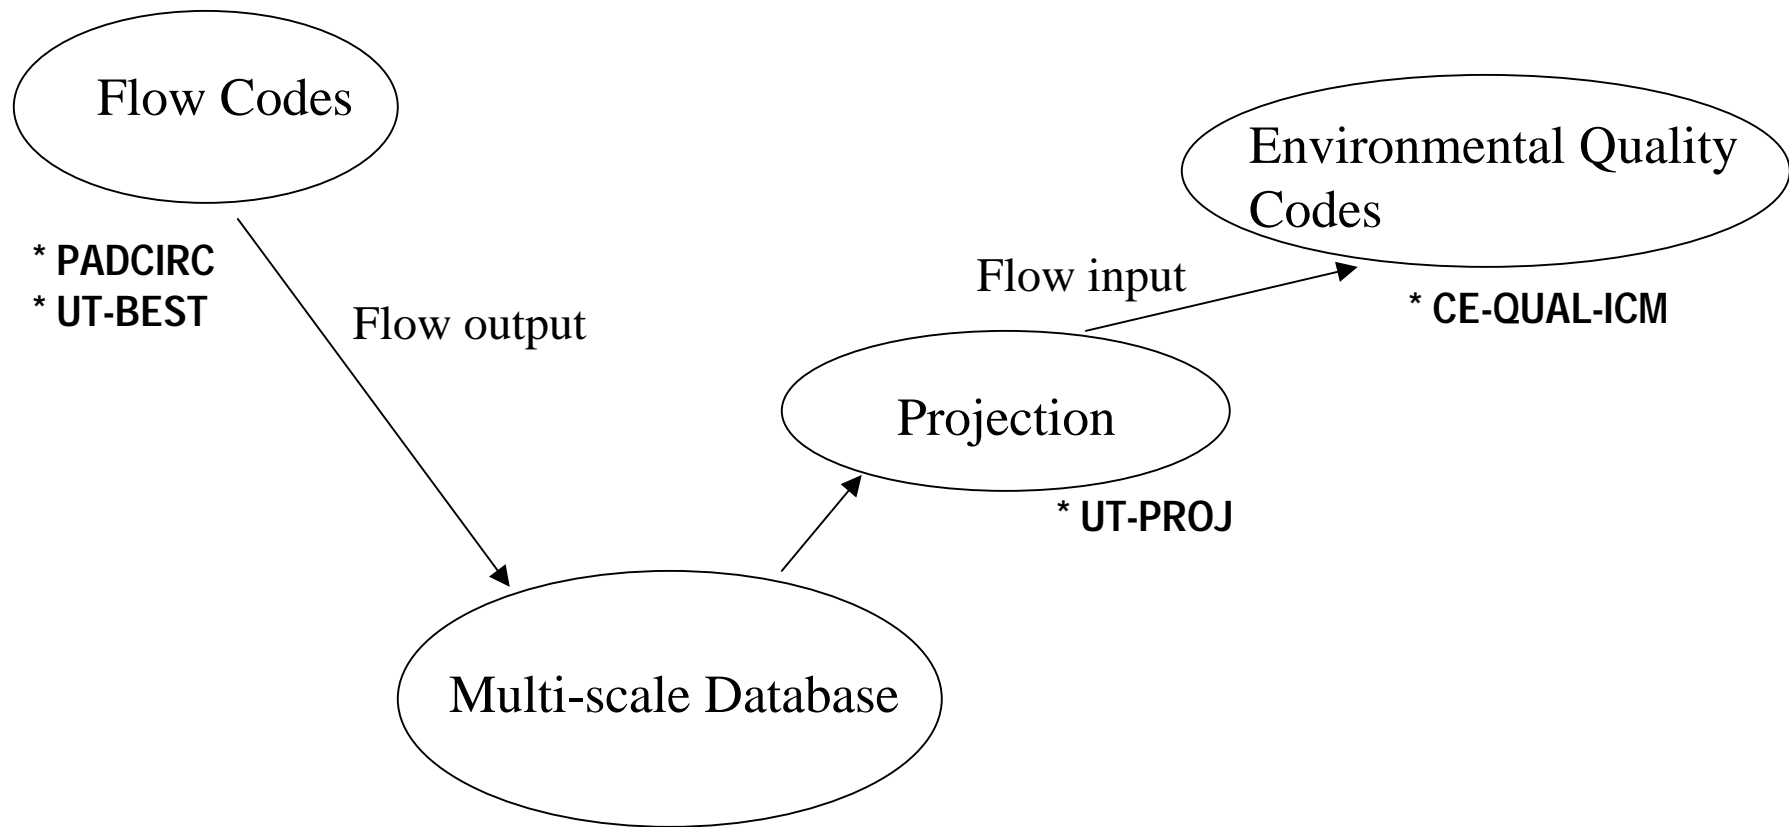 Flow Codes
* PADCIRC
* UT-BEST
Flow output
Environmental Quality
Codes
Flow input
* CE-QUAL-ICM
Projection
* UT-PROJ
Multi-scale Database